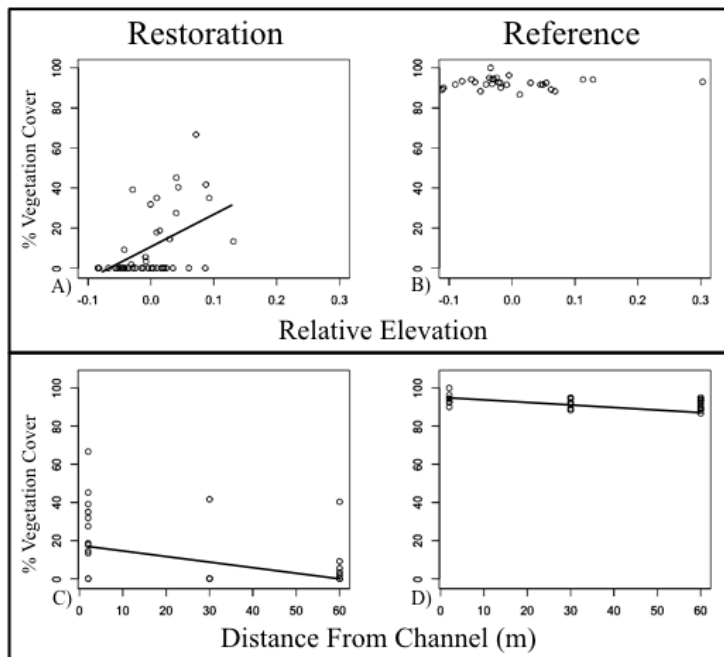 Restoration
Reference
% Vegetation Cover
0 20 40 60 80 100
A)
-0.1 0.0 0.1 0.2 0.3
0 20 40 60 80 100
B)
-0.1 0.0 0.1 0.2 0.3
Relative Elevation
% Vegetation Cover
0 20 40 60 80 100
C)
0 10 20 30 40 50 60
0 20 40 60 80 100
D)
0 10 20 30 40 50 60
Distance From Channel (m)